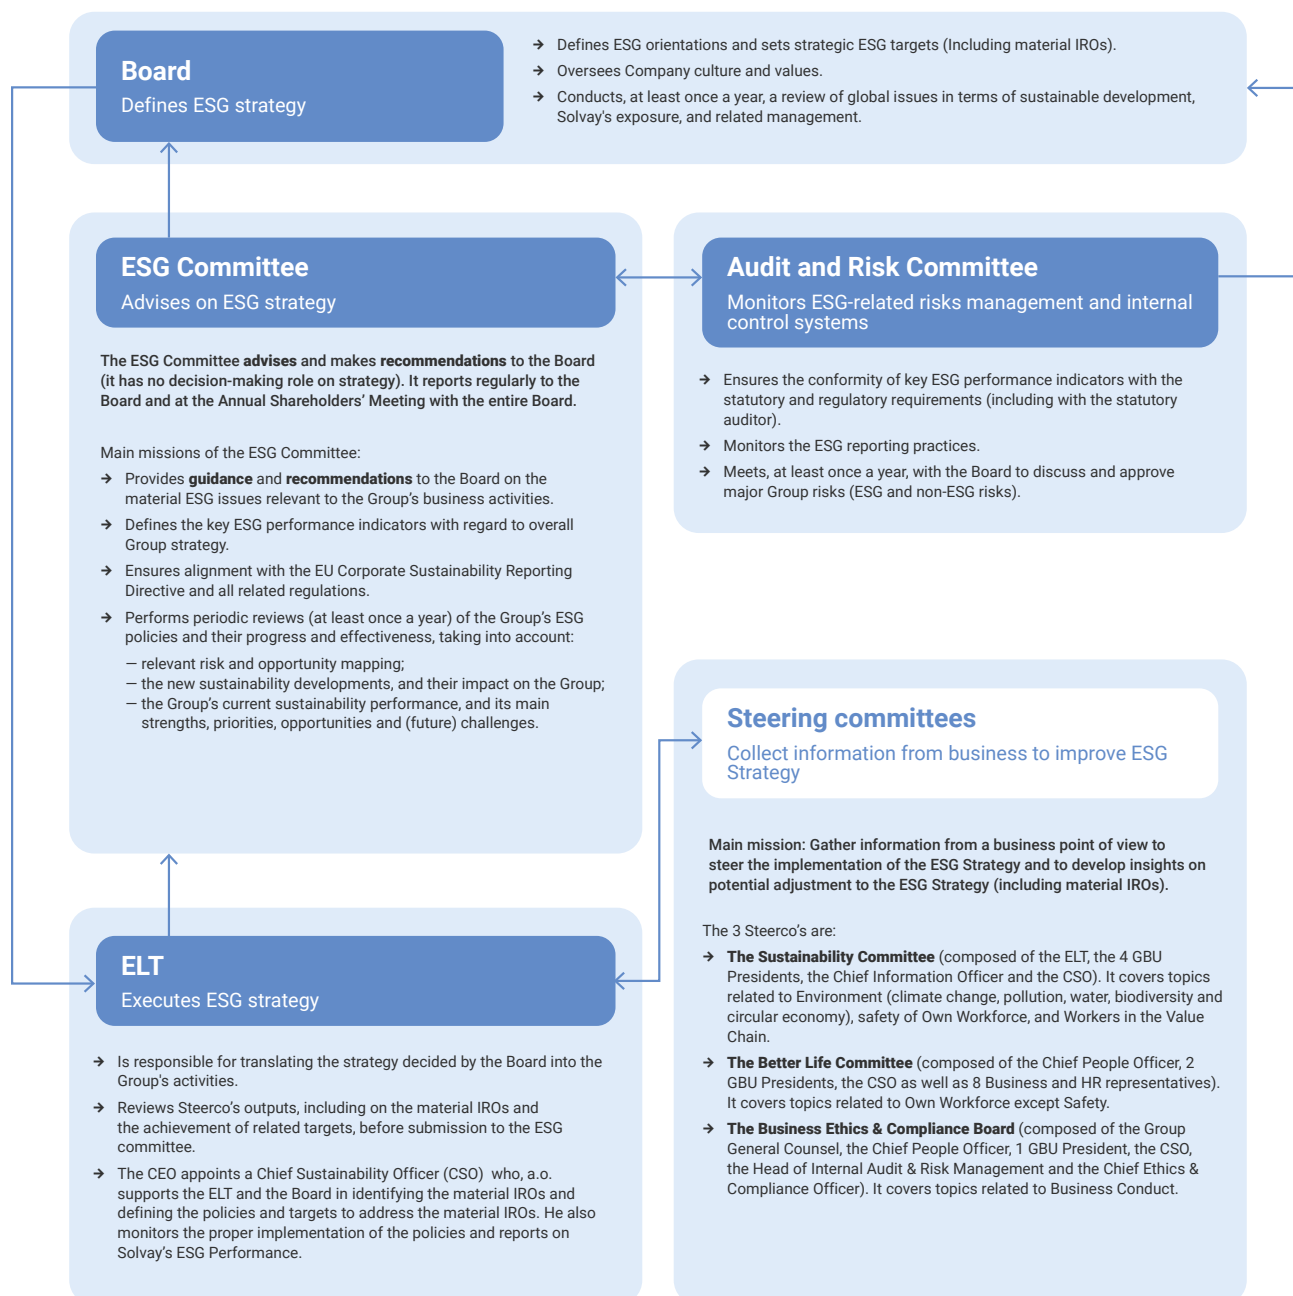 Board
Defines ESG strategy
→ Defines ESG orientations and sets strategic ESG targets (Including material IROs).
→ Oversees Company culture and values.
→ Conducts, at least once a year, a review of global issues in terms of sustainable development,
Solvay's exposure, and related management.
ESG Committee
Advises on ESG strategy
The ESG Committee advises and makes recommendations to the Board
(it has no decision-making role on strategy). It reports regularly to the
Board and at the Annual Shareholders’ Meeting with the entire Board.
Main missions of the ESG Committee:
→ Provides guidance and recommendations to the Board on the
material ESG issues relevant to the Group’s business activities.
→ Defines the key ESG performance indicators with regard to overall
Group strategy.
→ Ensures alignment with the EU Corporate Sustainability Reporting
Directive and all related regulations.
→ Performs periodic reviews (at least once a year) of the Group’s ESG
policies and their progress and effectiveness, taking into account:
— relevant risk and opportunity mapping;
— the new sustainability developments, and their impact on the Group;
— the Group’s current sustainability performance, and its main
strengths, priorities, opportunities and (future) challenges.
Audit and Risk Committee
Monitors ESG-related risks management and internal
control systems
→ Ensures the conformity of key ESG performance indicators with the
statutory and regulatory requirements (including with the statutory
auditor).
→ Monitors the ESG reporting practices.
→ Meets, at least once a year, with the Board to discuss and approve
major Group risks (ESG and non-ESG risks).
ELT
Executes ESG strategy
→ Is responsible for translating the strategy decided by the Board into the
Group's activities.
→ Reviews Steerco’s outputs, including on the material IROs and
the achievement of related targets, before submission to the ESG
committee.
→ The CEO appoints a Chief Sustainability Officer (CSO) who, a.o.
supports the ELT and the Board in identifying the material IROs and
defining the policies and targets to address the material IROs. He also
monitors the proper implementation of the policies and reports on
Solvay’s ESG Performance.
Steering committees
Collect information from business to improve ESG
Strategy
Main mission: Gather information from a business point of view to
steer the implementation of the ESG Strategy and to develop insights on
potential adjustment to the ESG Strategy (including material IROs).
The 3 Steerco’s are:
→ The Sustainability Committee (composed of the ELT, the 4 GBU
Presidents, the Chief Information Officer and the CSO). It covers topics
related to Environment (climate change, pollution, water, biodiversity and
circular economy), safety of Own Workforce, and Workers in the Value
Chain.
→ The Better Life Committee (composed of the Chief People Officer, 2
GBU Presidents, the CSO as well as 8 Business and HR representatives).
It covers topics related to Own Workforce except Safety.
→ The Business Ethics & Compliance Board (composed of the Group
General Counsel, the Chief People Officer, 1 GBU President, the CSO,
the Head of Internal Audit & Risk Management and the Chief Ethics &
Compliance Officer). It covers topics related to Business Conduct.